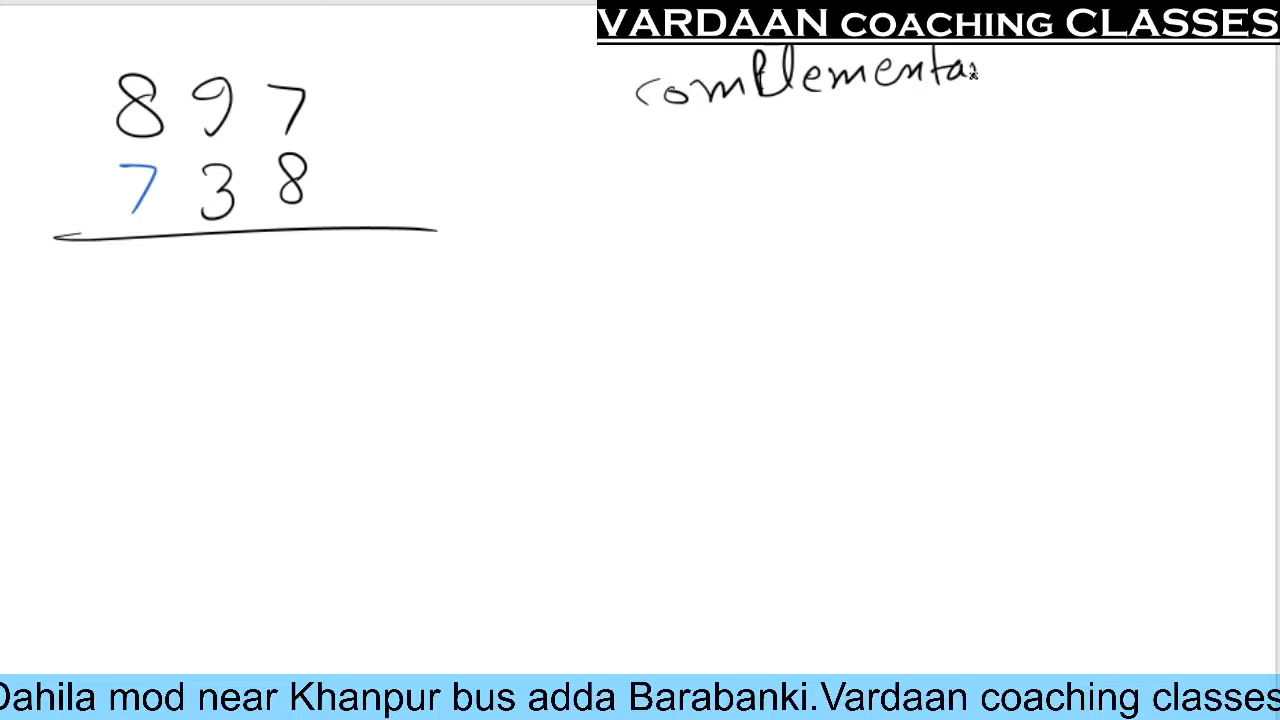 VARDAAN COACHING CLASSES
complementa
8 9 7
7 3 8
Dahila mod near Khanpur bus adda Barabanki.Vardaan coaching classes